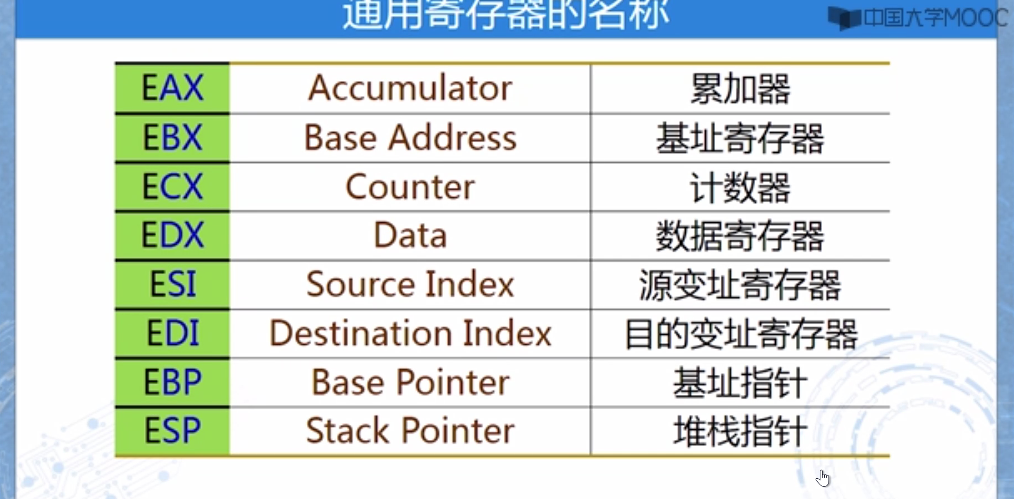 通用寄存器的名称
中国大学MOOC
EAX Accumulator 累加器
EBX Base Address 基址寄存器
ECX Counter 计数器
EDX Data 数据寄存器
ESI Source Index 源变址寄存器
EDI Destination Index 目的变址寄存器
EBP Base Pointer 基址指针
ESP Stack Pointer 堆栈指针